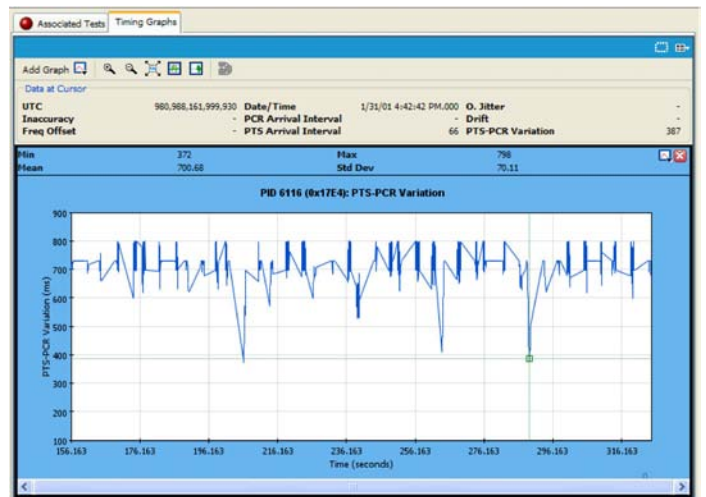 Associated Tests Timing Graphs
Add Graph
Data at Cursor
UTC 980,988,161,999,930 Date/Time 1/31/01 4:42:42 PM.000 O. Jitter -
Inaccuracy - PCR Arrival Interval - Drift -
Freq Offset - PTS Arrival Interval 66 PTS-PCR Variation 387
Min 372 Max 798
Mean 700.68 Std Dev 70.11
PID 6116 (0x17E4): PTS-PCR Variation
PTS-PCR Variation (ms)
900
800
700
600
500
400
300
200
100
156.163 176.163 196.163 216.163 236.163 256.163 276.163 296.163 316.163
Time (seconds)